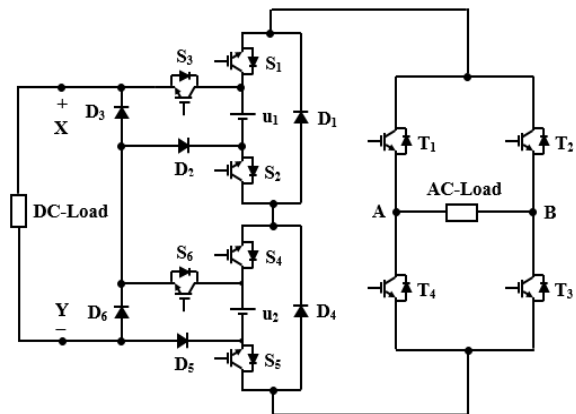 S₁
S₃
+
X
D₃
u₁
D₁
D₂
T₁
T₂
S₂
DC-Load
A
AC-Load
B
S₆
S₄
Y
–
D₆
u₂
D₄
T₄
T₃
D₅
S₅